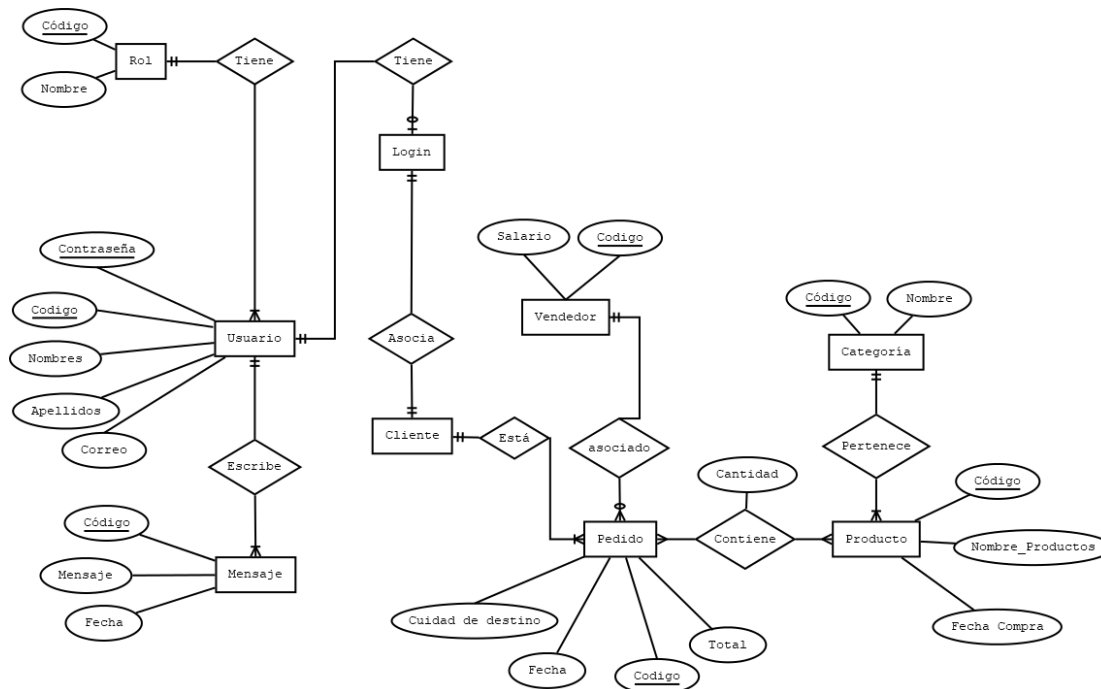 Código
Rol
Tiene
Tiene
Nombre
Login
Salario
Codigo
Contraseña
Código
Nombre
Codigo
Vendedor
Usuario
Asocia
Categoría
Nombres
Apellidos
Cliente
Está
asociado
Pertenece
Correo
Escribe
Cantidad
Código
Código
Pedido
Contiene
Producto
Nombre_Productos
Mensaje
Mensaje
Fecha
Cuidad de destino
Total
Fecha Compra
Fecha
Codigo